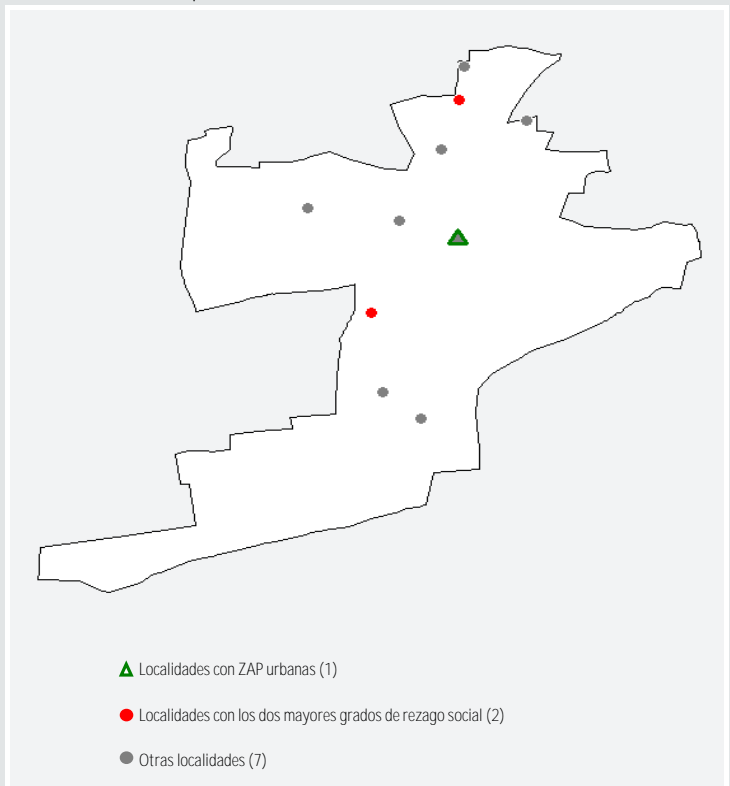 Localidades con ZAP urbanas (1)
Localidades con los dos mayores grados de rezago social (2)
Otras localidades (7)